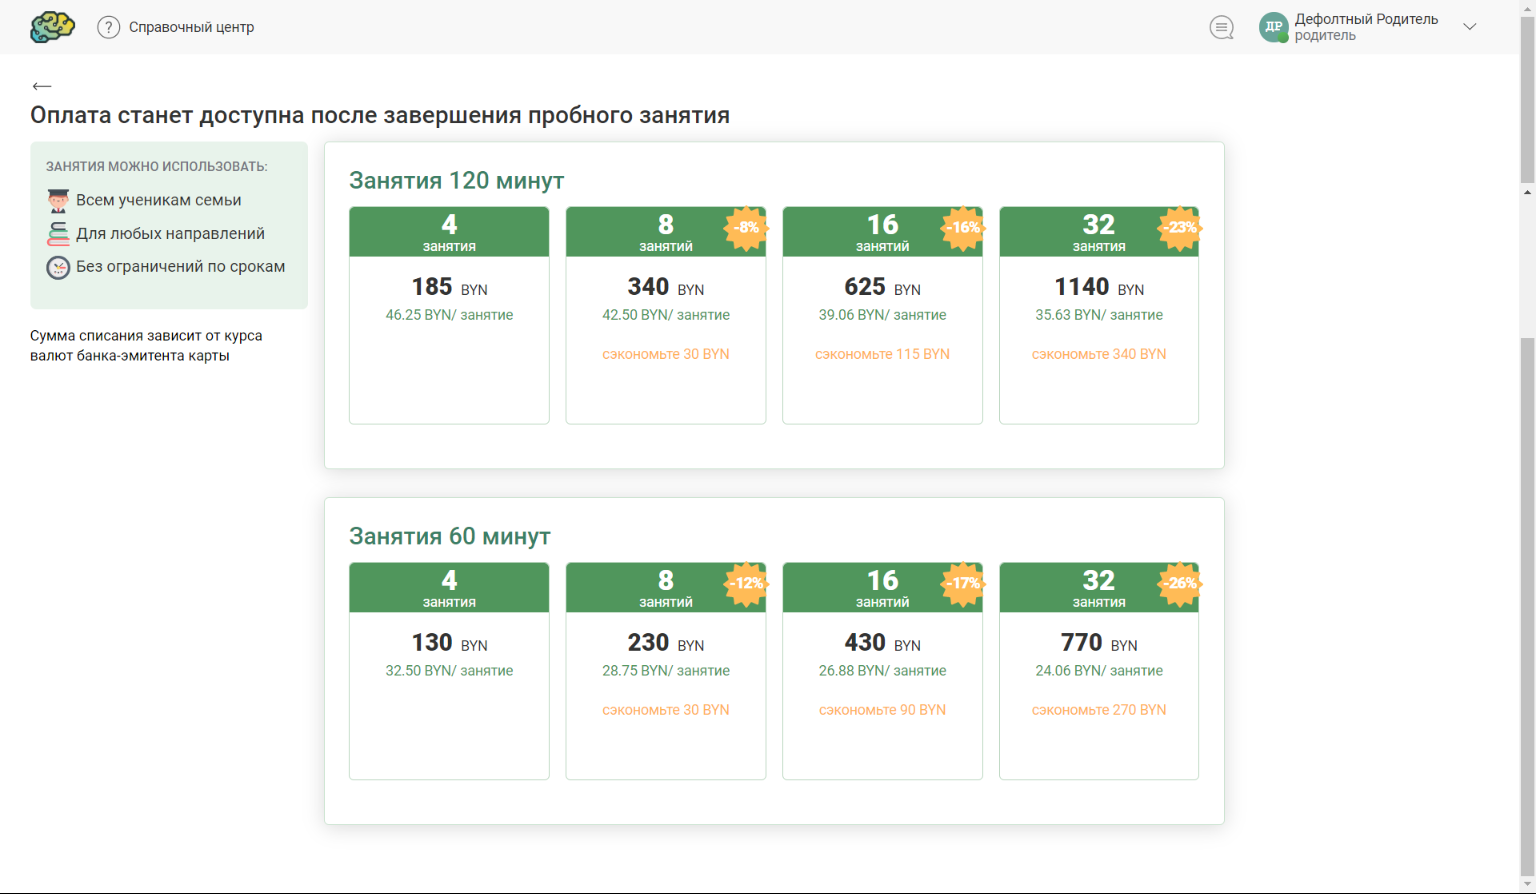 Справочный центр
ДР
Дефолтный Родитель
родитель
Оплата станет доступна после завершения пробного занятия
ЗАНЯТИЯ МОЖНО ИСПОЛЬЗОВАТЬ:
Всем ученикам семьи
Для любых направлений
Без ограничений по срокам
Сумма списания зависит от курса
валют банка-эмитента карты
Занятия 120 минут
4
занятия
185 BYN
46.25 BYN/ занятие
8
занятий
-8%
340 BYN
42.50 BYN/ занятие
сэкономьте 30 BYN
16
занятий
-16%
625 BYN
39.06 BYN/ занятие
сэкономьте 115 BYN
32
занятия
-23%
1140 BYN
35.63 BYN/ занятие
сэкономьте 340 BYN
Занятия 60 минут
4
занятия
130 BYN
32.50 BYN/ занятие
8
занятий
-12%
230 BYN
28.75 BYN/ занятие
сэкономьте 30 BYN
16
занятий
-17%
430 BYN
26.88 BYN/ занятие
сэкономьте 90 BYN
32
занятия
-26%
770 BYN
24.06 BYN/ занятие
сэкономьте 270 BYN